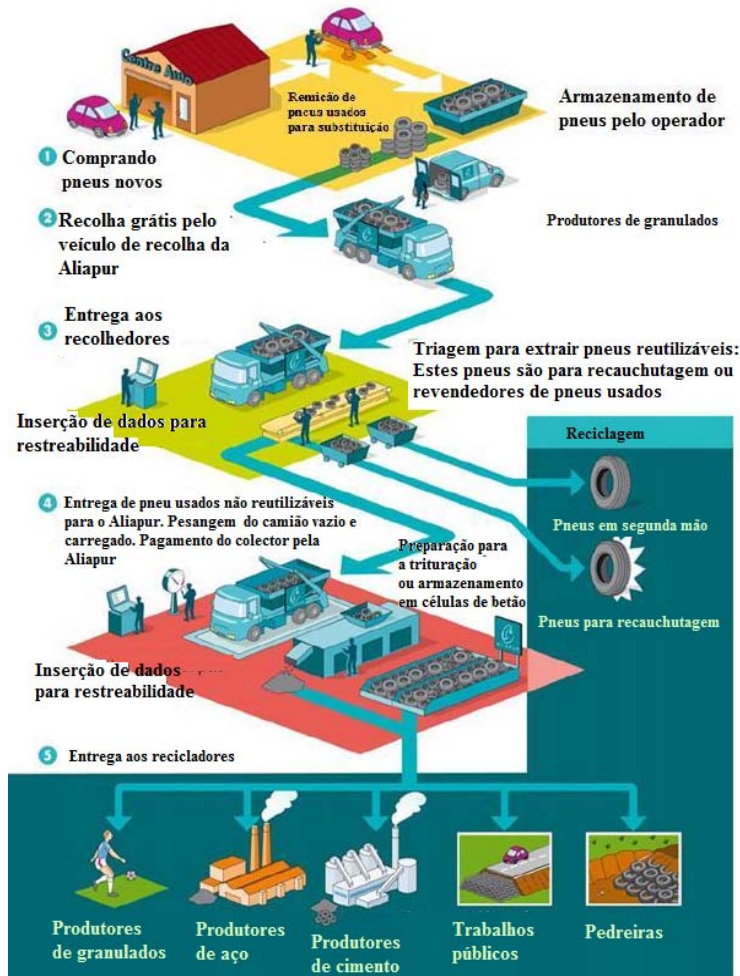 Centre Auto
Remição de
pneus usados
para substituição
Armazenamento de
pneus pelo operador
1 Comprando
pneus novos
2 Recolha grátis pelo
veículo de recolha da
Aliapur
Produtores de granulados
3 Entrega aos
recolhedores
Triagem para extrair pneus reutilizáveis:
Estes pneus são para recauchutagem ou
revendedores de pneus usados
Inserção de dados para
restreabilidade
Reciclagem
Pneus em segunda mão
4 Entrega de pneu usados não reutilizáveis
para o Aliapur. Pesangem do camião vazio e
carregado. Pagamento do colector pela
Aliapur
Preparação para
a trituração
ou armazenamento
em células de betão
Pneus para recauchutagem
Inserção de dados
para restreabilidade
5 Entrega aos recicladores
Produtores
de granulados
Produtores
de aço
Produtores
de cimento
Trabalhos
públicos
Pedreiras